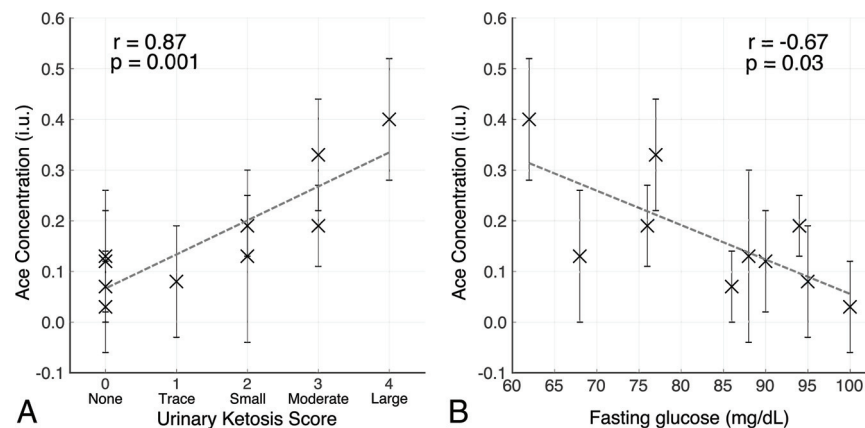 r = 0.87
p = 0.001
Ace Concentration (i.u.)
0.6
0.5
0.4
0.3
0.2
0.1
0.0
-0.1
0 1 2 3 4
None Trace Small Moderate Large
Urinary Ketosis Score
A
r = -0.67
p = 0.03
Ace Concentration (i.u.)
0.6
0.5
0.4
0.3
0.2
0.1
0.0
-0.1
60 65 70 75 80 85 90 95 100
Fasting glucose (mg/dL)
B